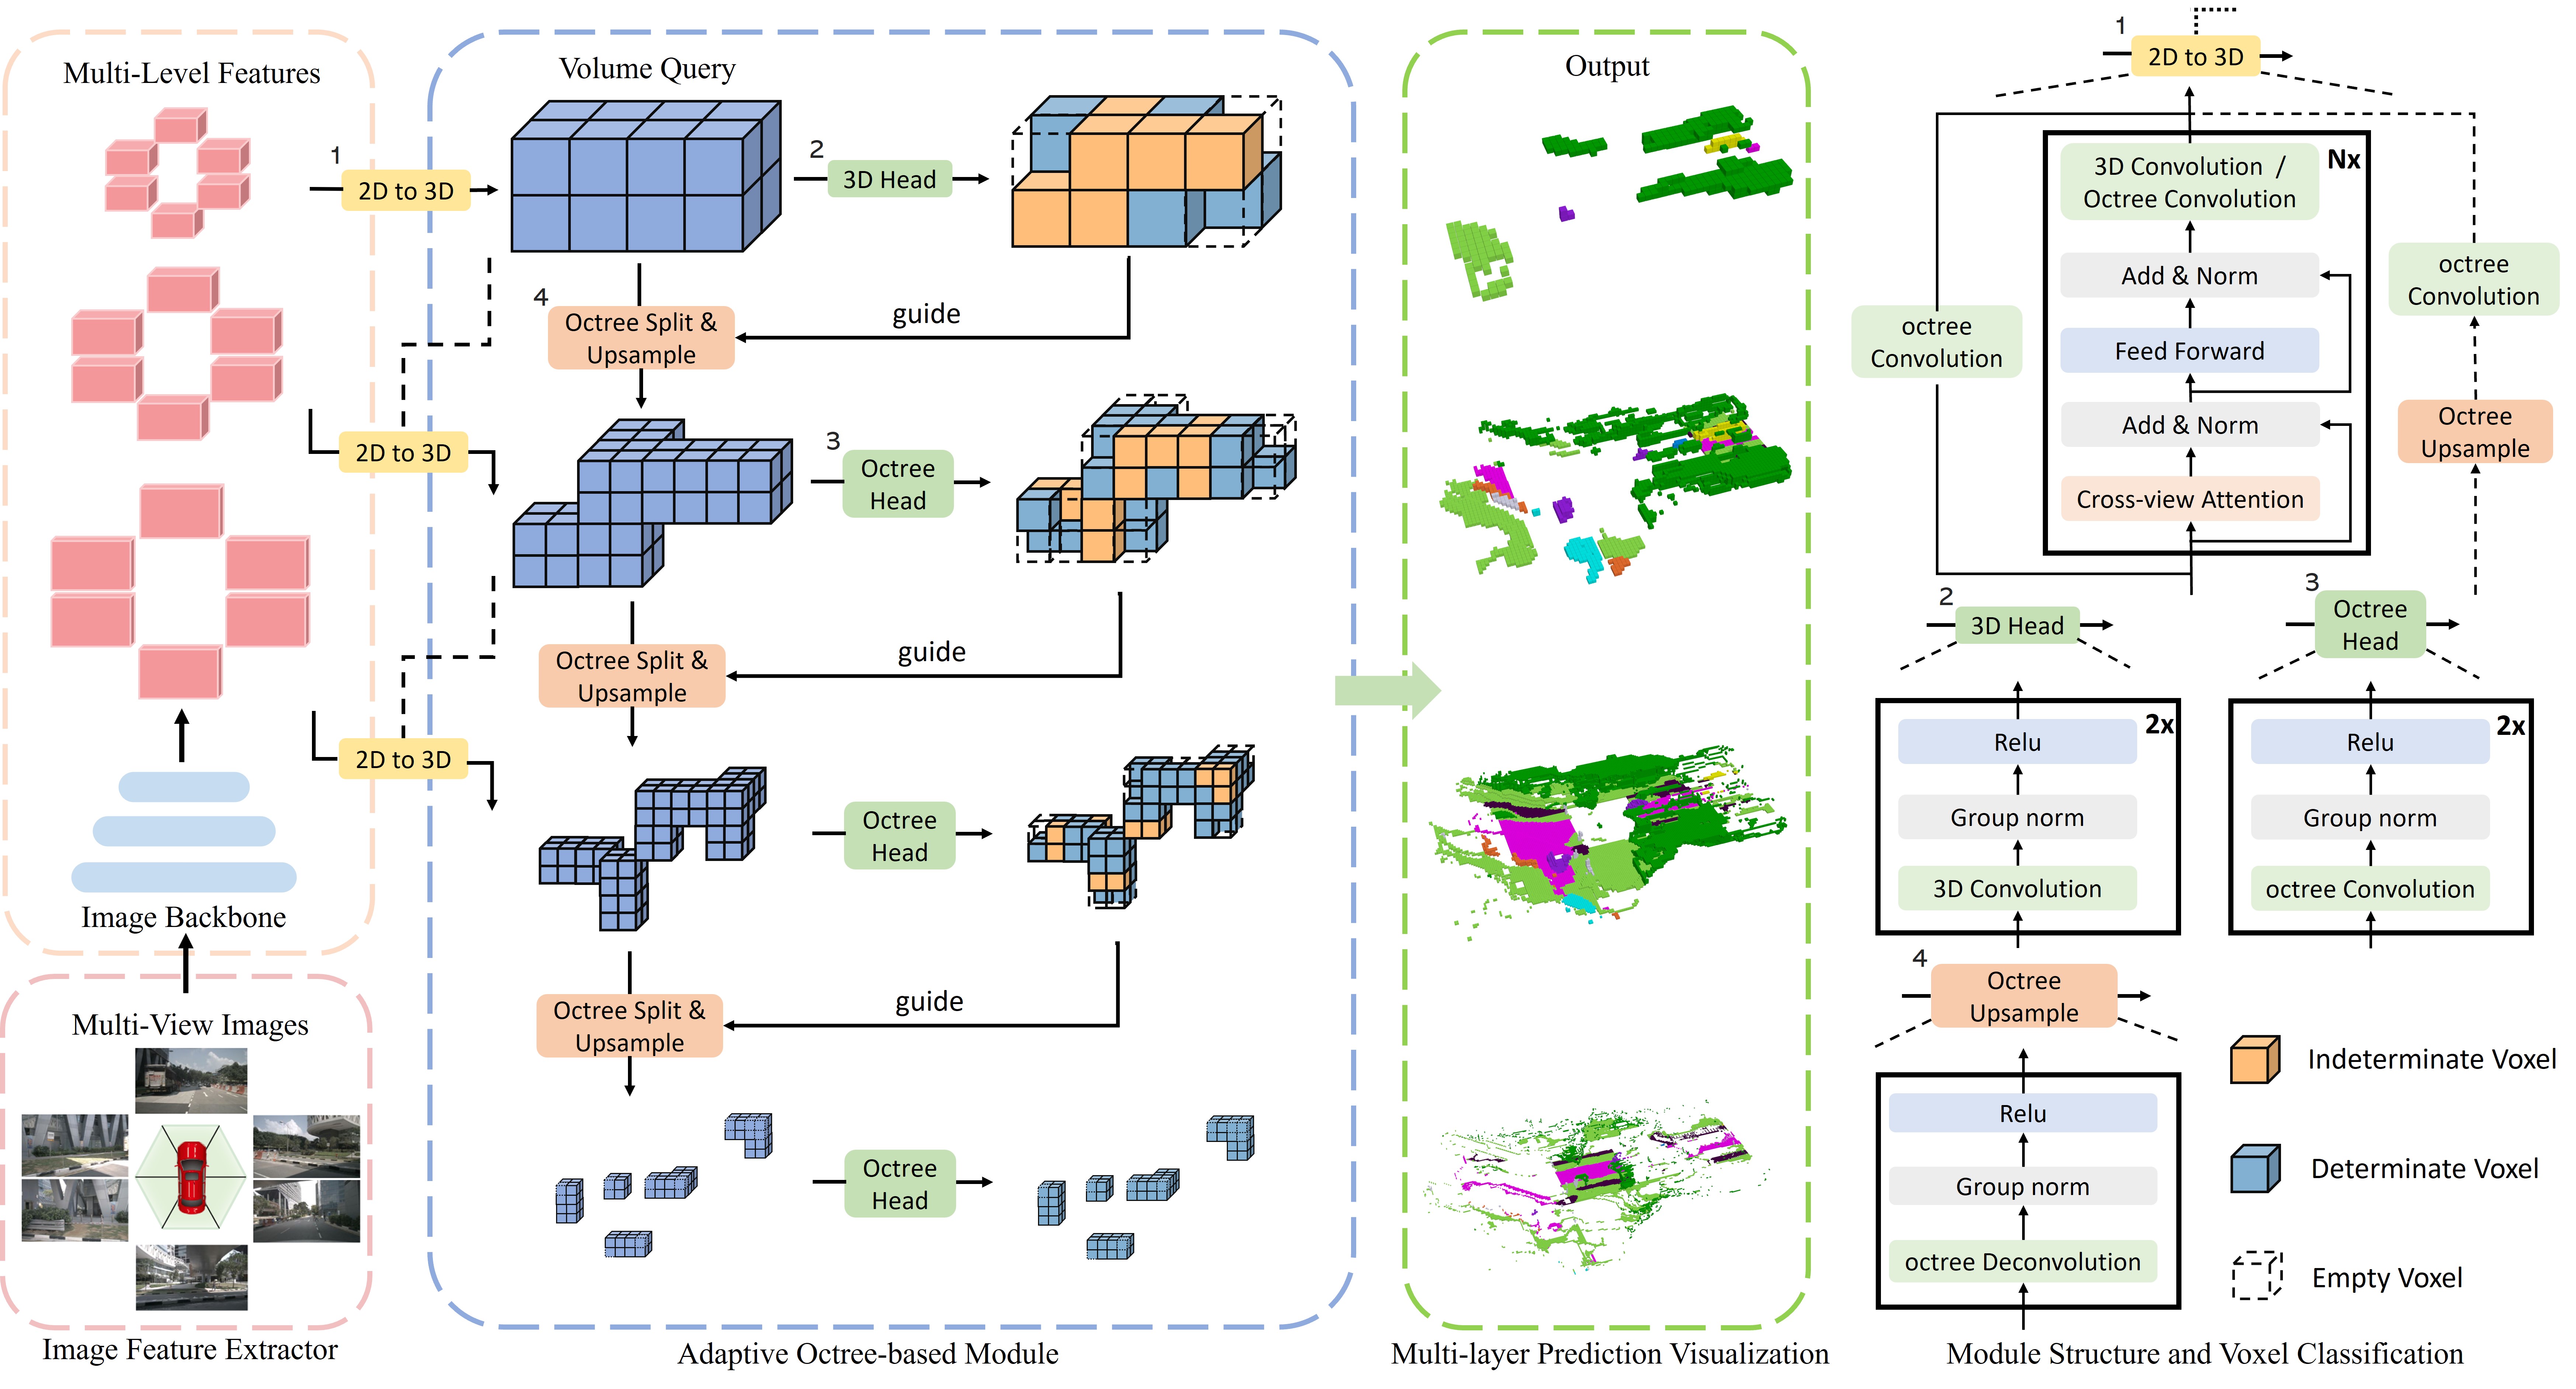 Multi-Level Features
1
2D to 3D
2D to 3D
2D to 3D
Image Backbone
Multi-View Images
Image Feature Extractor
Volume Query
2
3D Head
4
Octree Split &
Upsample
guide
3
Octree
Head
Octree Split &
Upsample
guide
Octree
Head
Octree Split &
Upsample
guide
Octree
Head
Adaptive Octree-based Module
Output
Multi-layer Prediction Visualization
1
2D to 3D
Nx
3D Convolution /
Octree Convolution
Add & Norm
Feed Forward
Add & Norm
Cross-view Attention
octree
Convolution
octree
Convolution
Octree
Upsample
2
3D Head
2x
Relu
Group norm
3D Convolution
3
Octree
Head
2x
Relu
Group norm
octree Convolution
4
Octree
Upsample
Relu
Group norm
octree Deconvolution
Indeterminate Voxel
Determinate Voxel
Empty Voxel
Module Structure and Voxel Classification